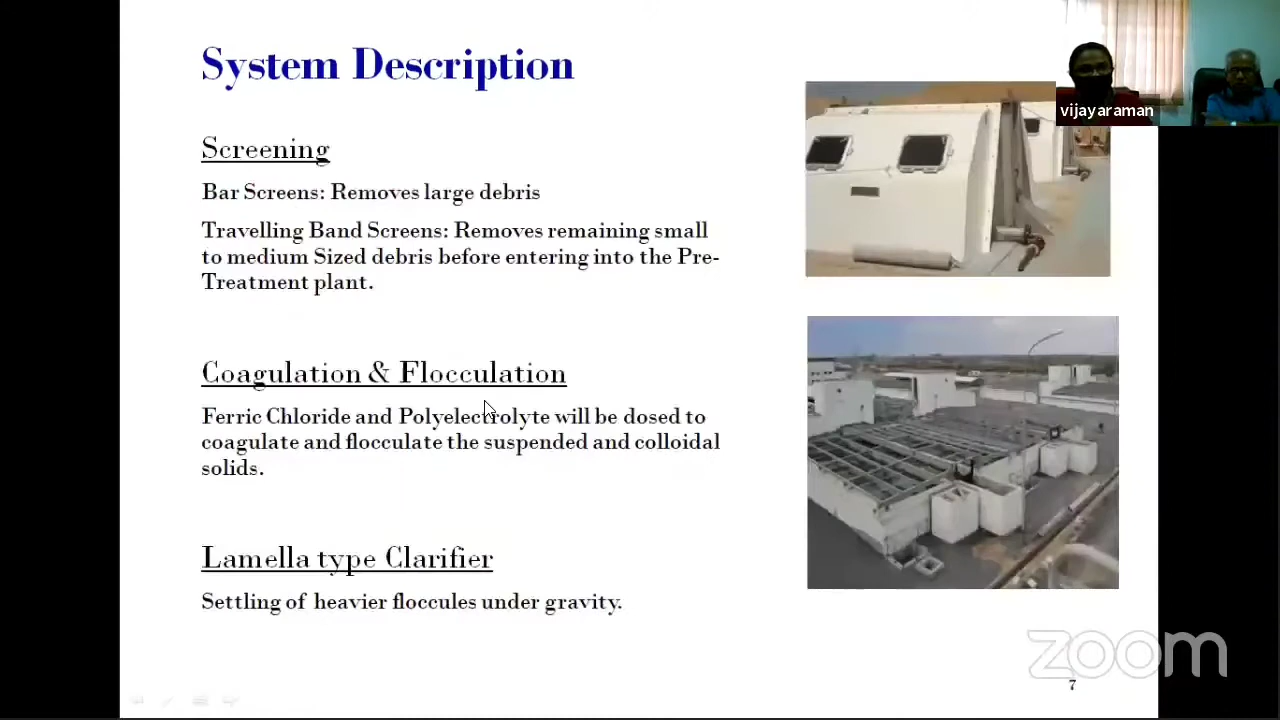 System Description
vijayaraman
Screening
Bar Screens: Removes large debris
Travelling Band Screens: Removes remaining small
to medium Sized debris before entering into the Pre-
Treatment plant.
Coagulation & Flocculation
Ferric Chloride and Polyelectrolyte will be dosed to
coagulate and flocculate the suspended and colloidal
solids.
Lamella type Clarifier
Settling of heavier floccules under gravity.
zoom
7